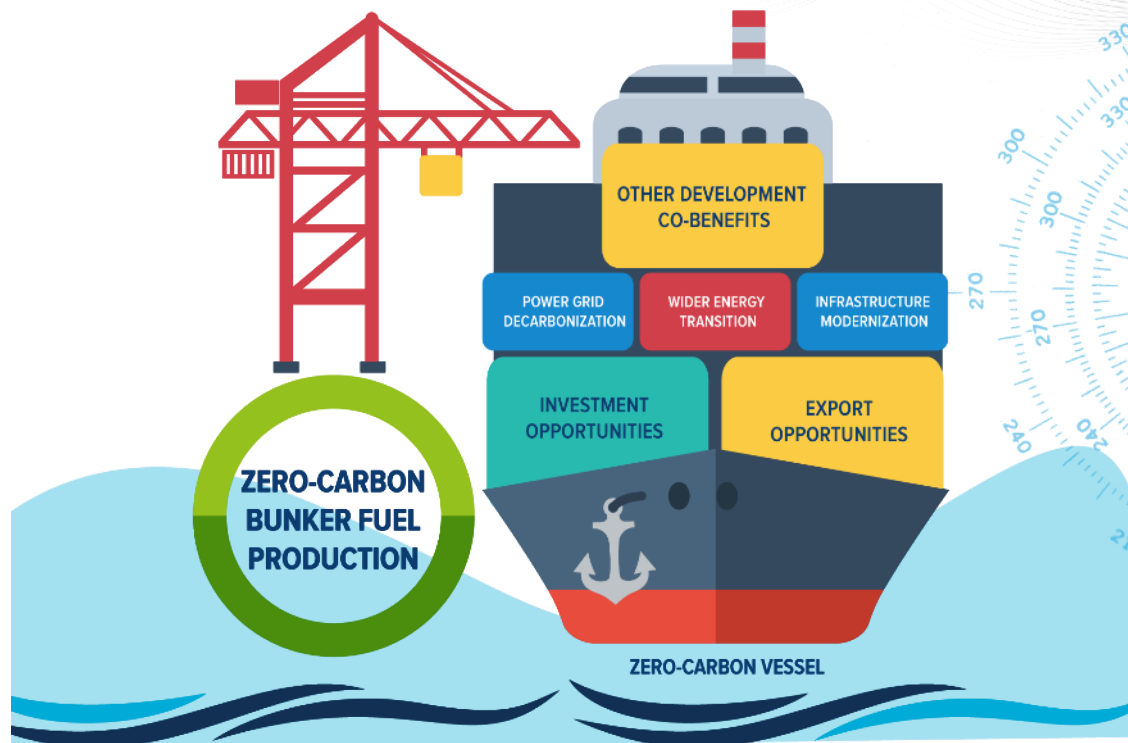 OTHER DEVELOPMENT
CO-BENEFITS
POWER GRID
DECARBONIZATION
WIDER ENERGY
TRANSITION
INFRASTRUCTURE
MODERNIZATION
INVESTMENT
OPPORTUNITIES
EXPORT
OPPORTUNITIES
ZERO-CARBON
BUNKER FUEL
PRODUCTION
ZERO-CARBON VESSEL
330
330
300
300
270
270
240
240